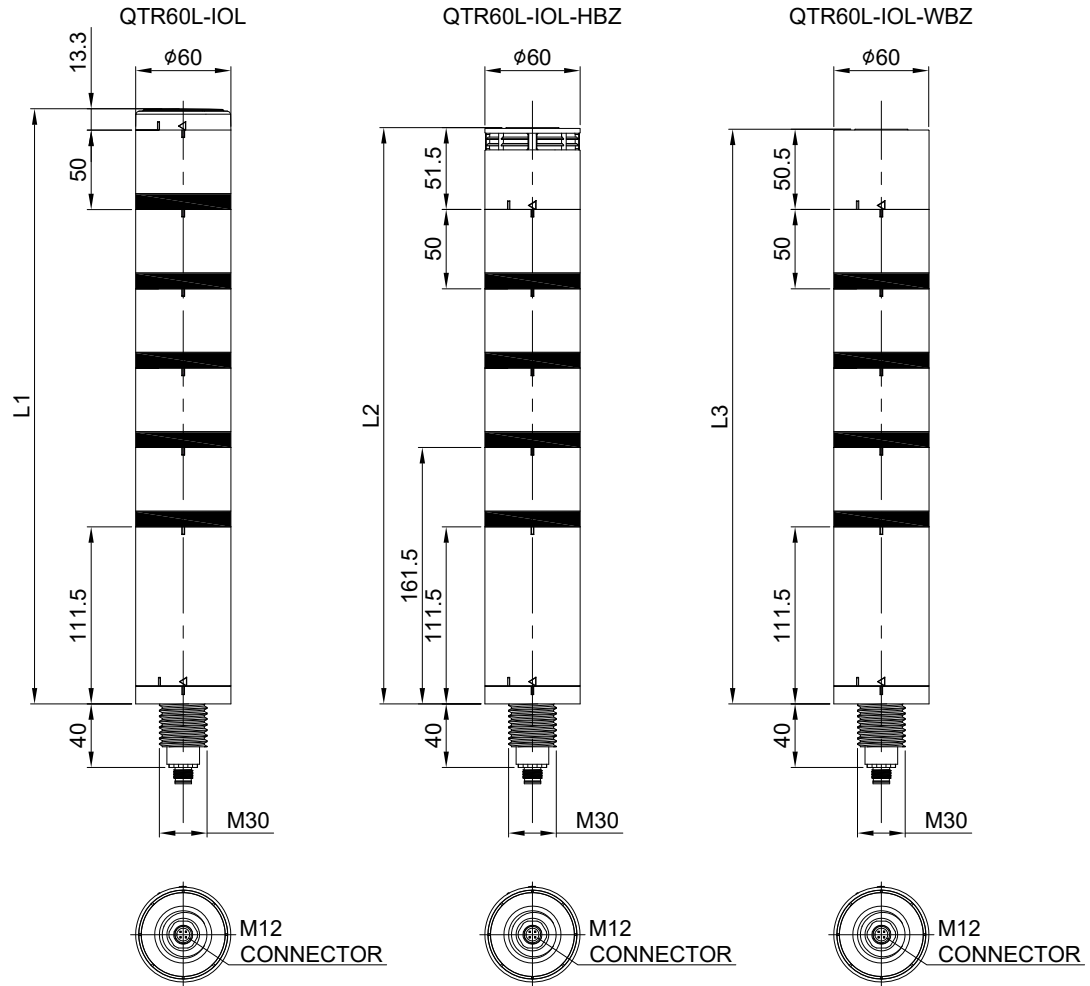 QTR60L-IOL
QTR60L-IOL-HBZ
QTR60L-IOL-WBZ
13.3
ϕ60
ϕ60
ϕ60
50
51.5
50.5
50
50
L1
L2
L3
161.5
111.5
111.5
111.5
40
40
40
M30
M30
M30
M12
CONNECTOR
M12
CONNECTOR
M12
CONNECTOR